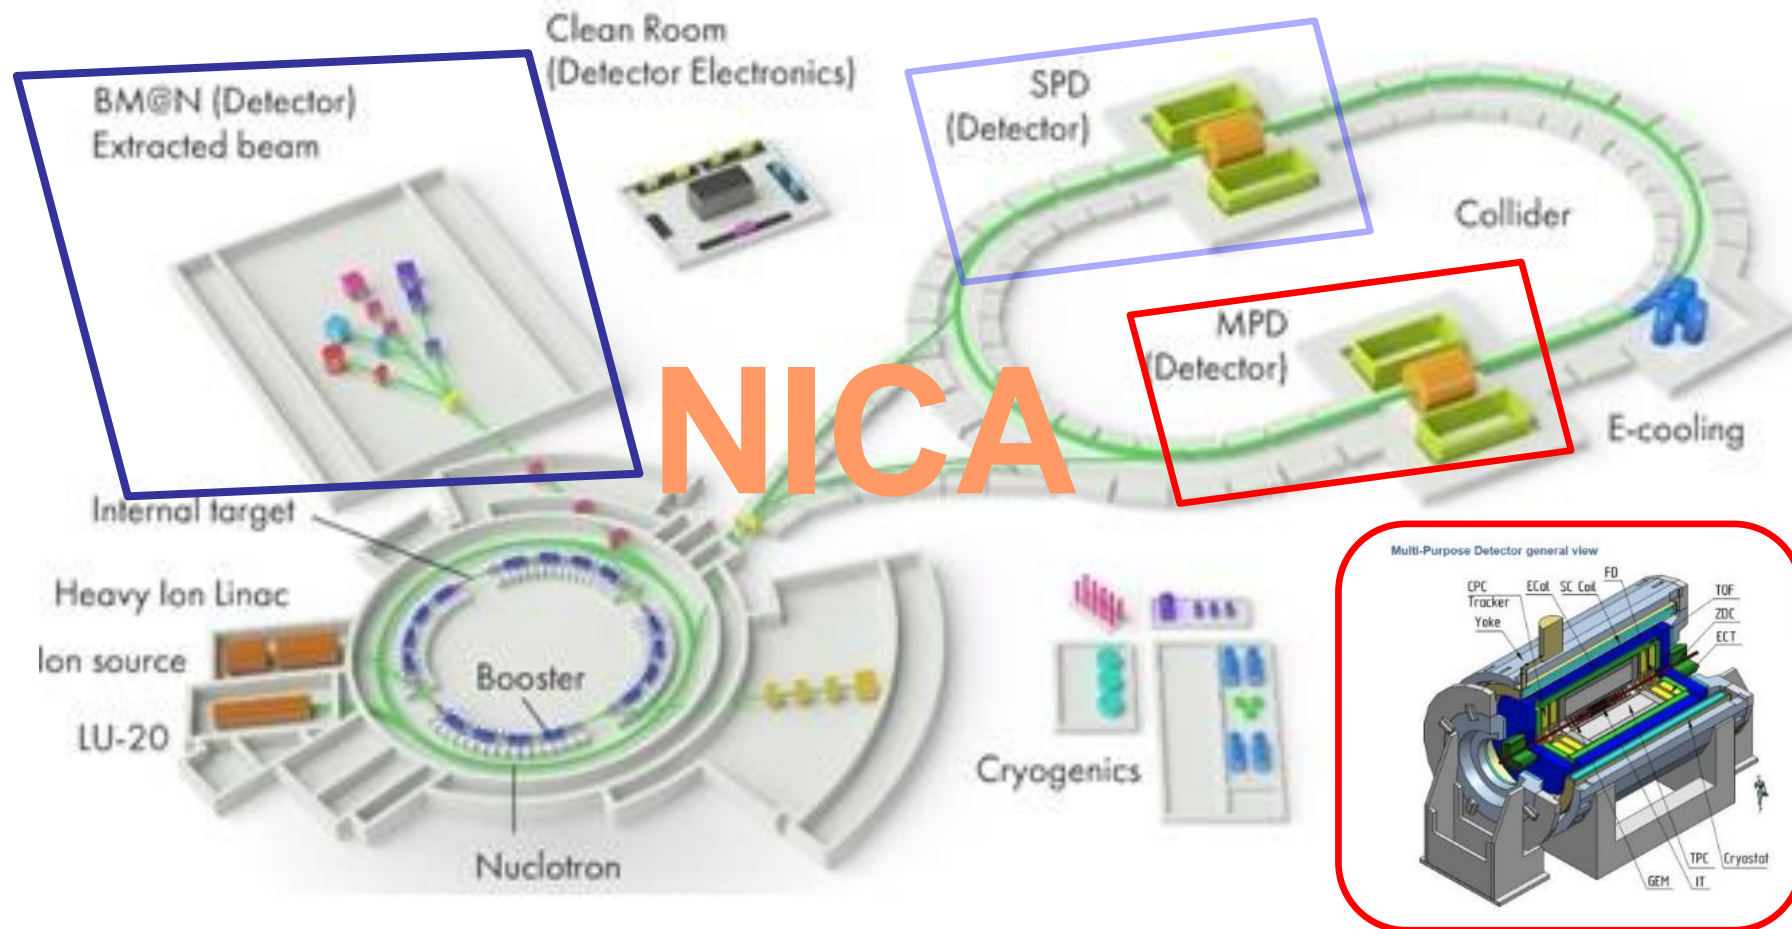 Clean Room
(Detector Electronics)
BM@N (Detector)
Extracted beam
SPD
(Detector)
Collider
MPD
(Detector)
E-cooling
NICA
Internal target
Heavy Ion Linac
Ion source
LU-20
Booster
Nuclotron
Cryogenics
Multi-Purpose Detector general view
FD
CPC
Tracker
ECal
SC Coil
TOF
Yoke
ZDC
ECT
TPC
Cryostat
GEM
IT